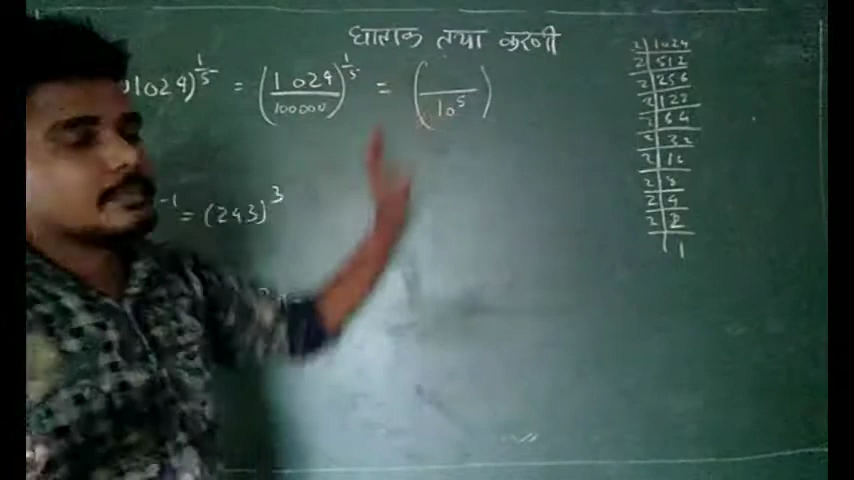 घातांक तथा करणी
01024)^{1/5} = (1024/100000)^{1/5} = ( /10^5)
-1 = (243)^3
2 | 1024
2 | 512
2 | 256
2 | 128
2 | 64
2 | 32
2 | 16
2 | 8
2 | 4
2 | 2
1